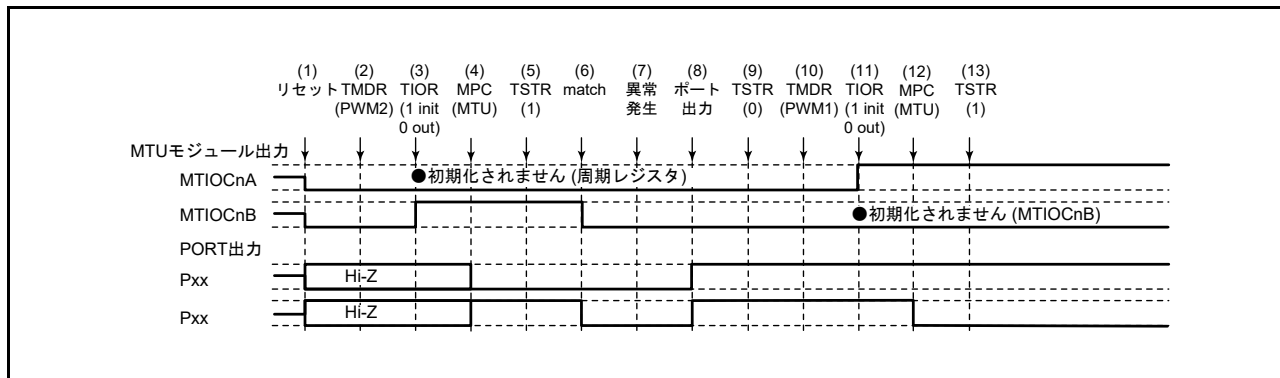 (1) (2) (3) (4) (5) (6) (7) (8) (9) (10) (11) (12) (13)
リセット TMDR TIOR MPC TSTR match 異常 ポート TSTR TMDR TIOR MPC TSTR
(PWM2) (1 init (MTU) (1) 発生 出力 (0) (PWM1) (1 init (MTU) (1)
0 out) 0 out)
MTUモジュール出力
MTIOCnA ●初期化されません (周期レジスタ)
MTIOCnB ●初期化されません (MTIOCnB)
PORT出力
Pxx Hi-Z
Pxx Hi-Z